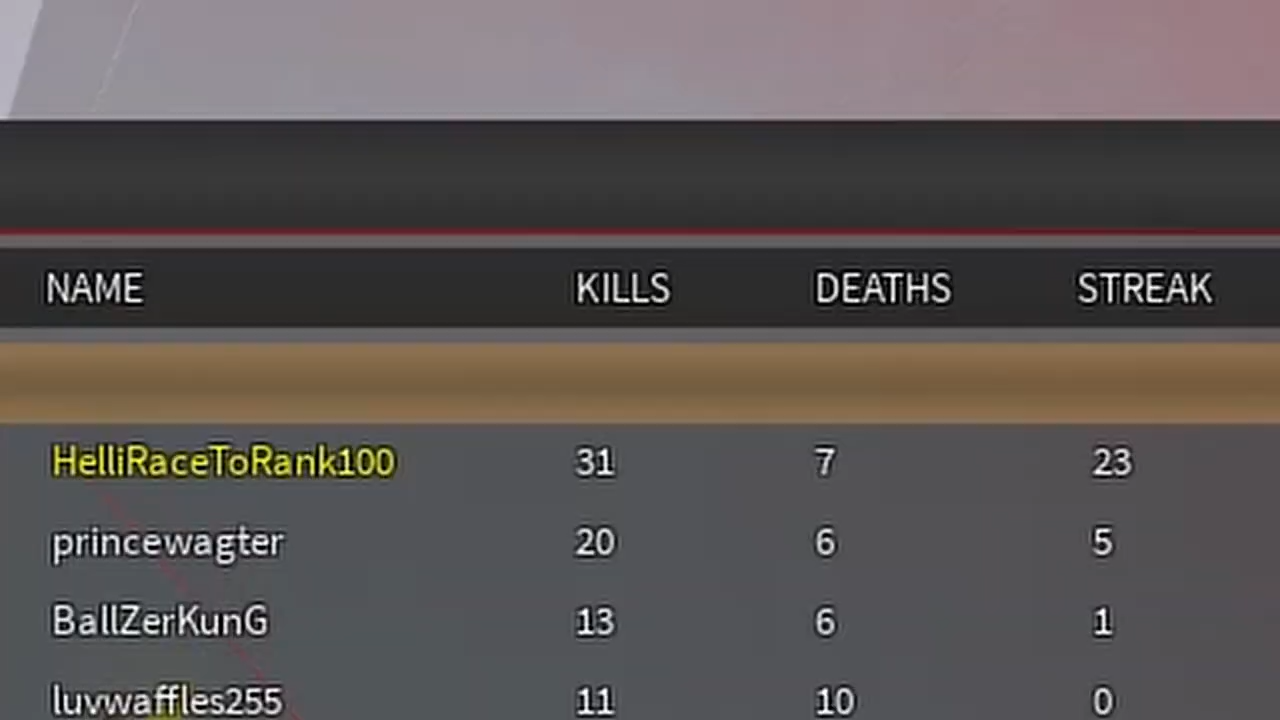 NAME KILLS DEATHS STREAK
HelliRaceToRank100 31 7 23
princewagter 20 6 5
BallZerKunG 13 6 1
luvwaffles255 11 10 0